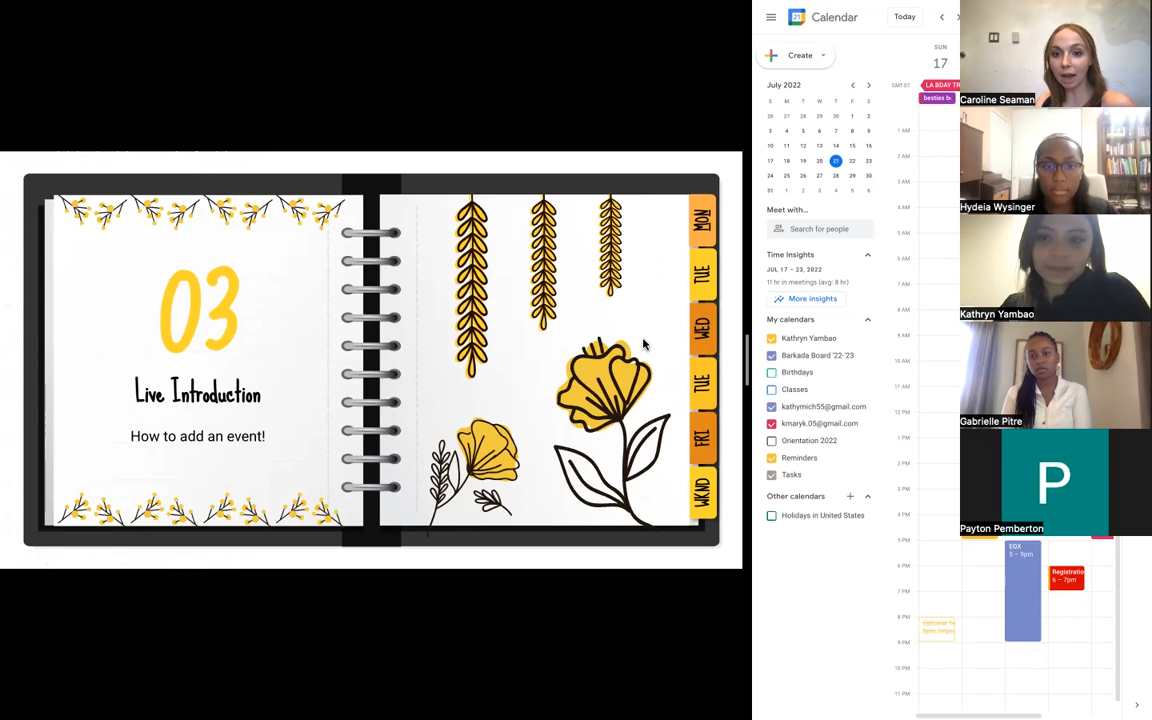 03
Live Introduction
How to add an event!
MON
TUE
WED
TUE
FRI
WKND
21
Calendar
Today
Create
SUN
17
July 2022
S M T W T F S
26 27 28 29 30 1 2
3 4 5 6 7 8 9
10 11 12 13 14 15 16
17 18 19 20 21 22 23
24 25 26 27 28 29 30
31 1 2 3 4 5 6
GMT-07
LA BDAY TR
besties b
Meet with...
Search for people
Time Insights
JUL 17 – 23, 2022
11 hr in meetings (avg: 8 hr)
More insights
My calendars
Kathryn Yambao
Barkada Board '22-'23
Birthdays
Classes
kathymich55@gmail.com
kmaryk.05@gmail.com
Orientation 2022
Reminders
Tasks
Other calendars
Holidays in United States
1 AM
2 AM
3 AM
4 AM
5 AM
6 AM
7 AM
8 AM
9 AM
10 AM
11 AM
12 PM
1 PM
2 PM
3 PM
4 PM
5 PM
6 PM
7 PM
8 PM
9 PM
10 PM
11 PM
EQX
5 – 9pm
Registratio
6 – 7pm
Caroline Seaman
Hydeia Wysinger
Kathryn Yambao
Gabrielle Pitre
P
Payton Pemberton